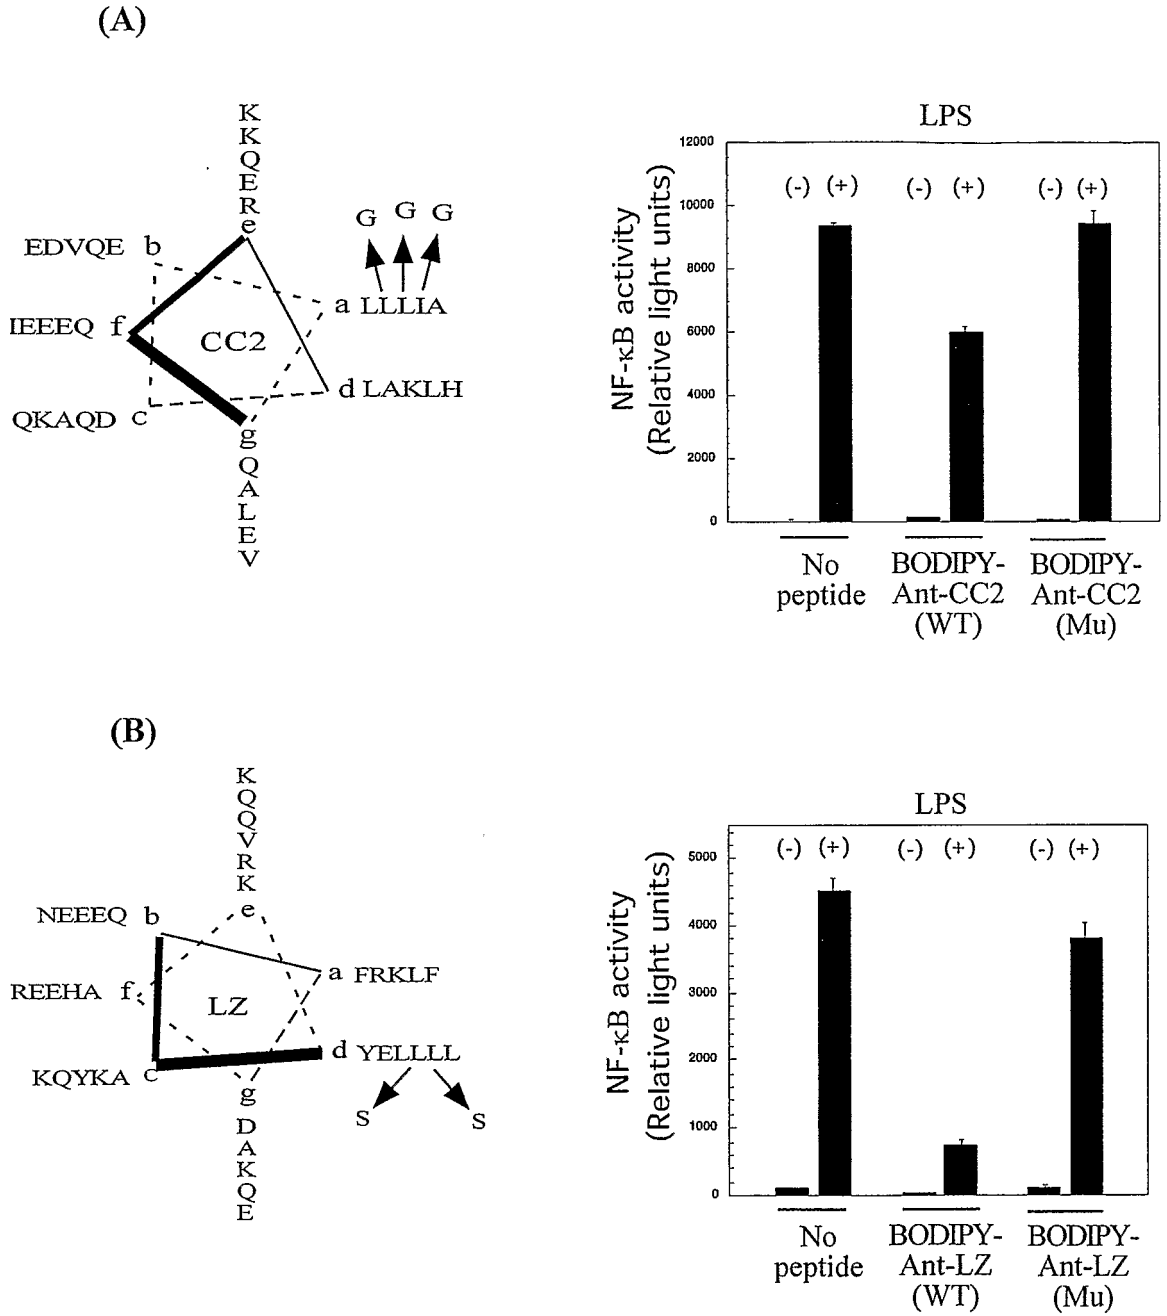 (A)
K
K
Q
E
R
e
EDVQE b
IEEEQ f
CC2
QKAQD c
G G G
a LLLIA
d LAKLH
g
Q
A
L
E
V
LPS
NF-κB activity
(Relative light units)
12000
10000
8000
6000
4000
2000
0
(-) (+) (-) (+) (-) (+)
No
peptide
BODIPY-
Ant-CC2
(WT)
BODIPY-
Ant-CC2
(Mu)
(B)
K
Q
Q
V
R
K
e
NEEEQ b
REEHA f
LZ
KQYKA c
a FRKLF
d YELLLL
S S
g
D
A
K
Q
E
LPS
NF-κB activity
(Relative light units)
5000
4000
3000
2000
1000
0
(-) (+) (-) (+) (-) (+)
No
peptide
BODIPY-
Ant-LZ
(WT)
BODIPY-
Ant-LZ
(Mu)